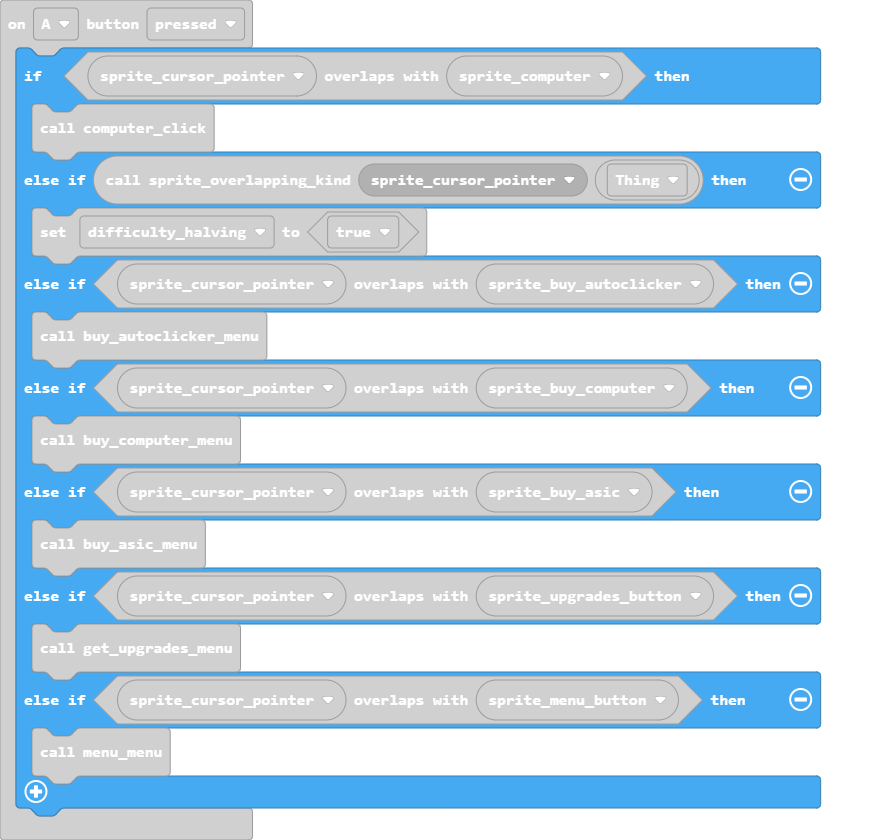 on A button pressed
if sprite_cursor_pointer overlaps with sprite_computer then
call computer_click
else if call sprite_overlapping_kind sprite_cursor_pointer Thing then
set difficulty_halving to true
else if sprite_cursor_pointer overlaps with sprite_buy_autoclicker then
call buy_autoclicker_menu
else if sprite_cursor_pointer overlaps with sprite_buy_computer then
call buy_computer_menu
else if sprite_cursor_pointer overlaps with sprite_buy_asic then
call buy_asic_menu
else if sprite_cursor_pointer overlaps with sprite_upgrades_button then
call get_upgrades_menu
else if sprite_cursor_pointer overlaps with sprite_menu_button then
call menu_menu